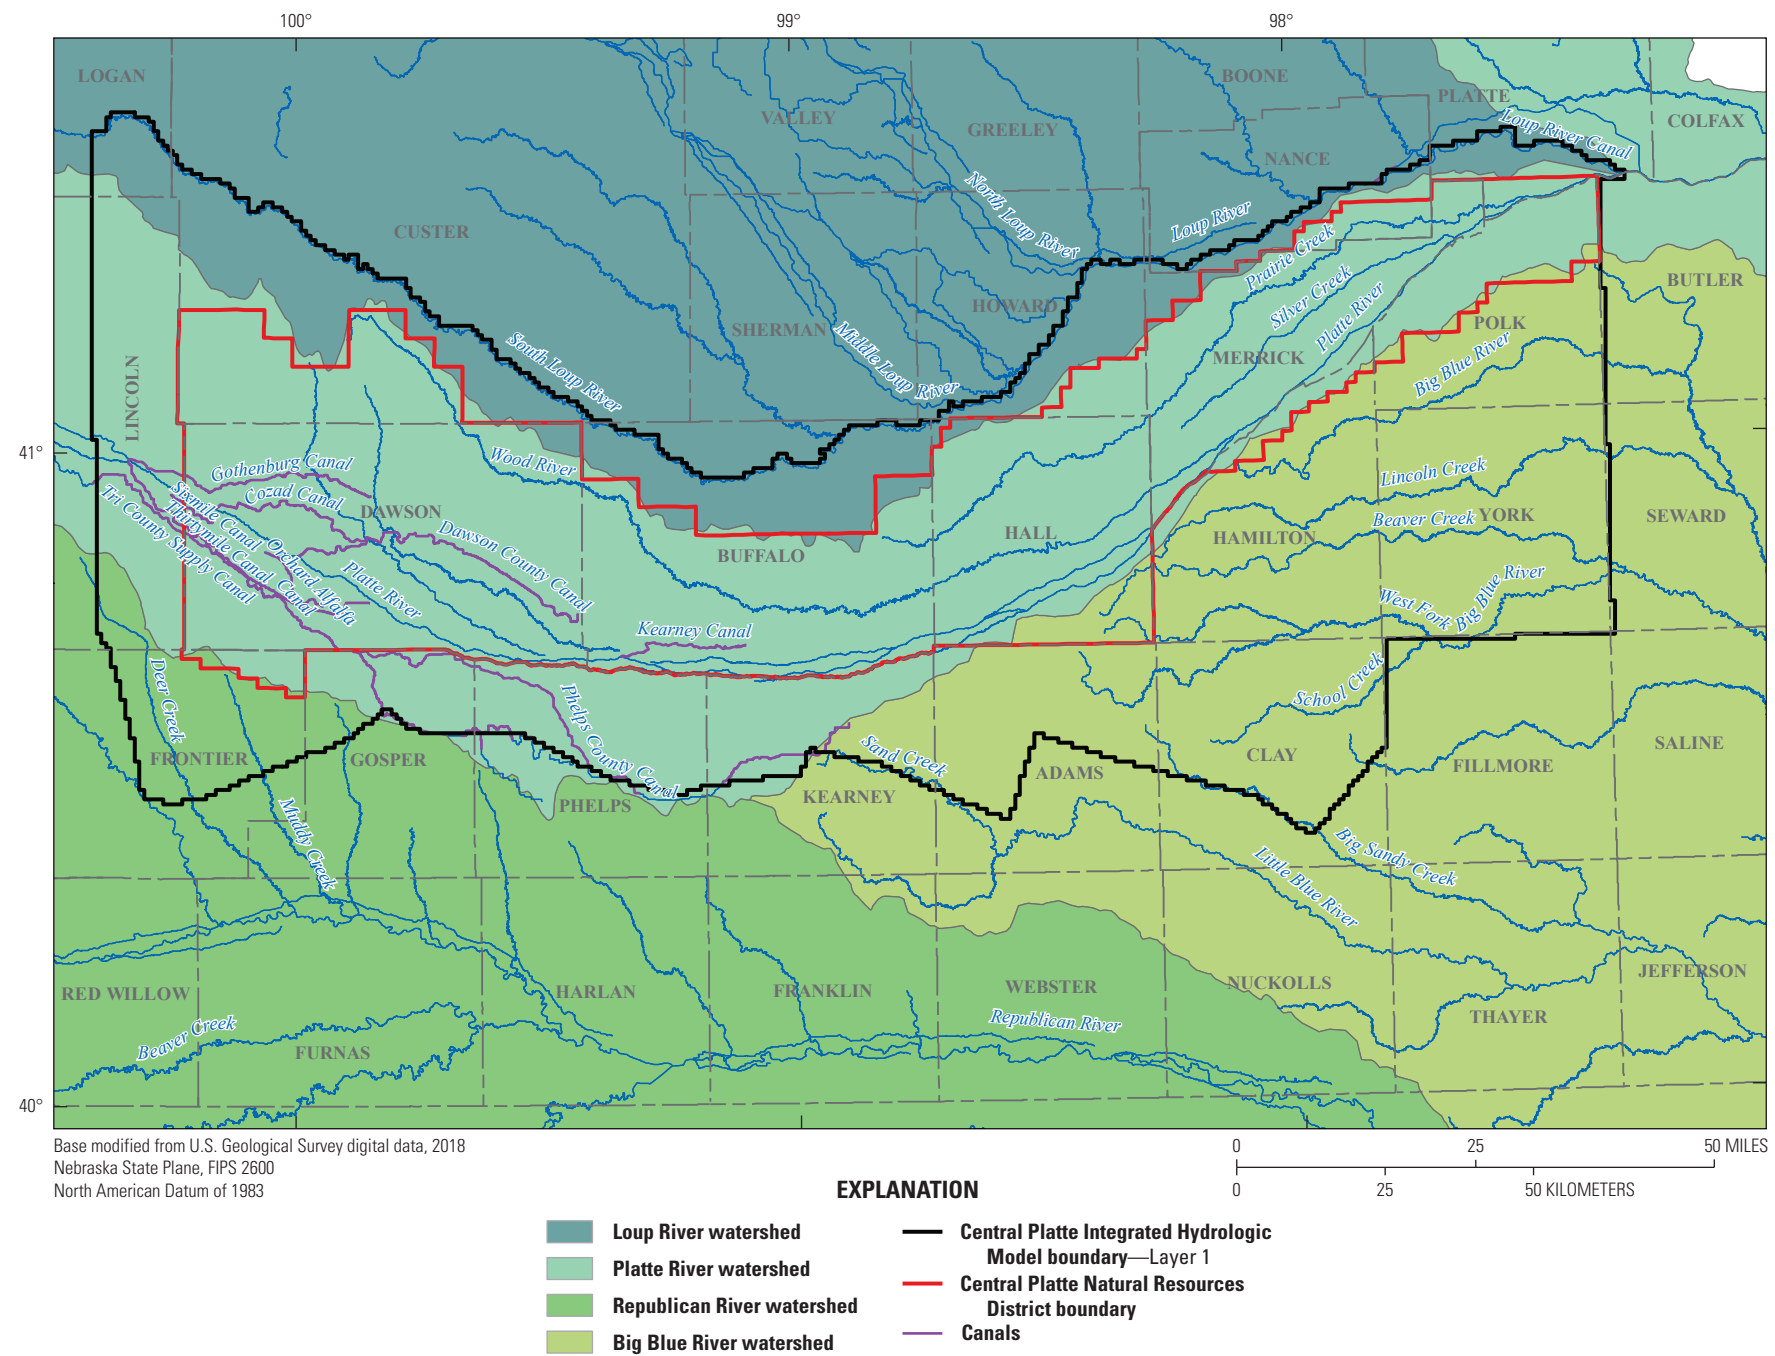 100°
99°
98°
LOGAN
BOONE
PLATTE
VALLEY
GREELEY
COLFAX
Loup River Canal
NANCE
North Loup River
Loup River
CUSTER
Prairie Creek
BUTLER
Silver Creek
HOWARD
Platte River
SHERMAN
Middle Loup River
POLK
MERRICK
Big Blue River
South Loup River
LINCOLN
41°
Wood River
Gothenburg Canal
Lincoln Creek
Cozad Canal
Sixmile Canal
Thirtymile Canal
Tri County Supply Canal
Orchard Alfalfa
Canal
DAWSON
Dawson County Canal
HALL
Beaver Creek
YORK
SEWARD
HAMILTON
BUFFALO
Platte River
West Fork Big Blue River
Kearney Canal
Deer Creek
School Creek
Phelps County Canal
FRONTIER
GOSPER
Sand Creek
ADAMS
CLAY
FILLMORE
SALINE
PHELPS
KEARNEY
Muddy Creek
Big Sandy Creek
Little Blue River
RED WILLOW
HARLAN
FRANKLIN
WEBSTER
NUCKOLLS
JEFFERSON
THAYER
Republican River
Beaver Creek
FURNAS
40°
Base modified from U.S. Geological Survey digital data, 2018
Nebraska State Plane, FIPS 2600
North American Datum of 1983
0 25 50 MILES
0 25 50 KILOMETERS
EXPLANATION
Loup River watershed
Platte River watershed
Republican River watershed
Big Blue River watershed
Central Platte Integrated Hydrologic
Model boundary—Layer 1
Central Platte Natural Resources
District boundary
Canals